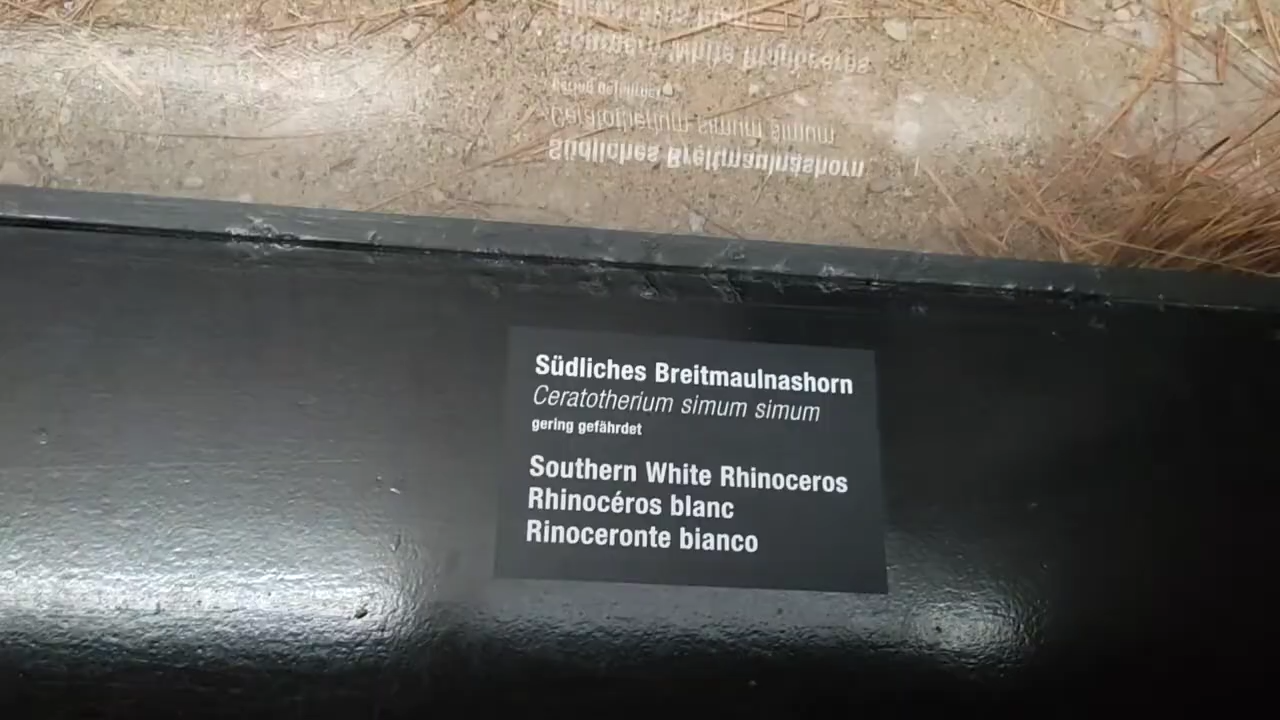 Südliches Breitmaulnashorn
Ceratotherium simum simum
gering gefährdet
Southern White Rhinoceros
Rhinocéros blanc
Rinoceronte bianco